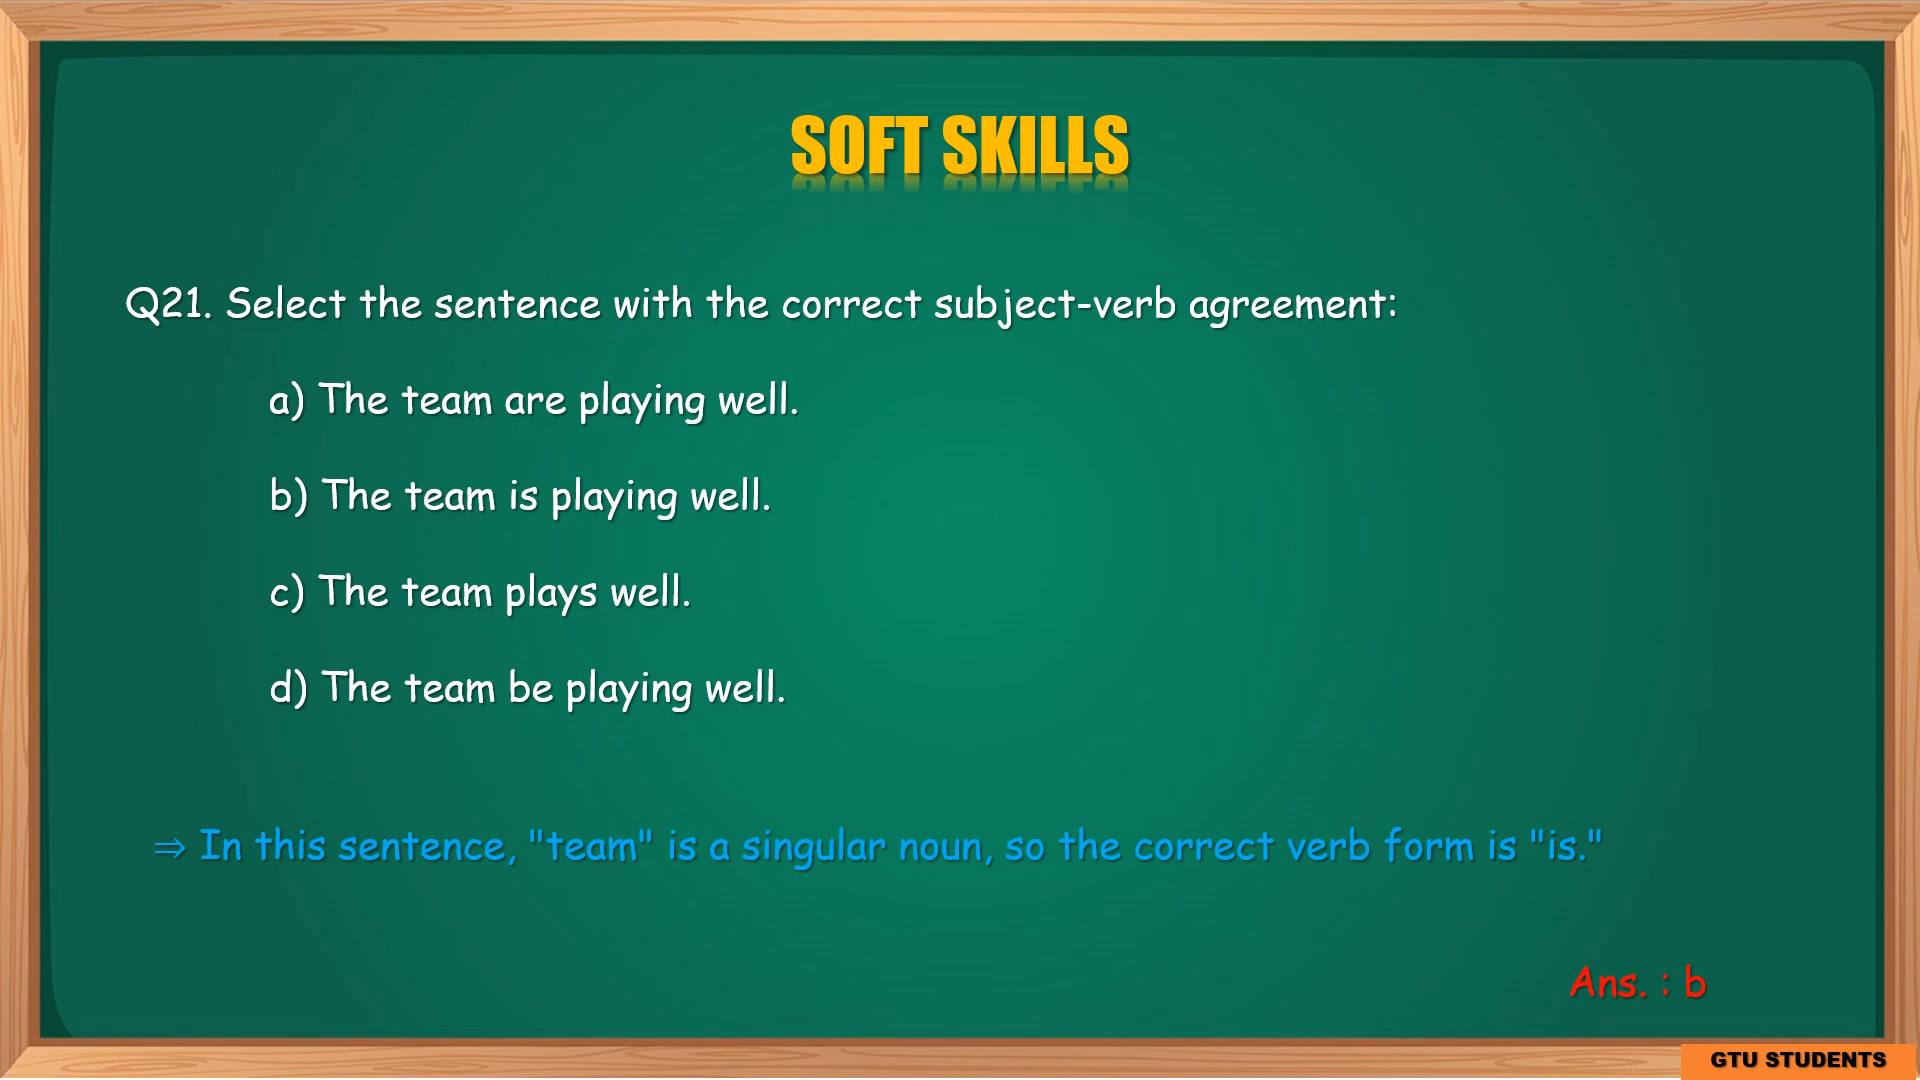 SOFT SKILLS
Q21. Select the sentence with the correct subject-verb agreement:
a) The team are playing well.
b) The team is playing well.
c) The team plays well.
d) The team be playing well.
⇒ In this sentence, "team" is a singular noun, so the correct verb form is "is."
Ans. : b
GTU STUDENTS